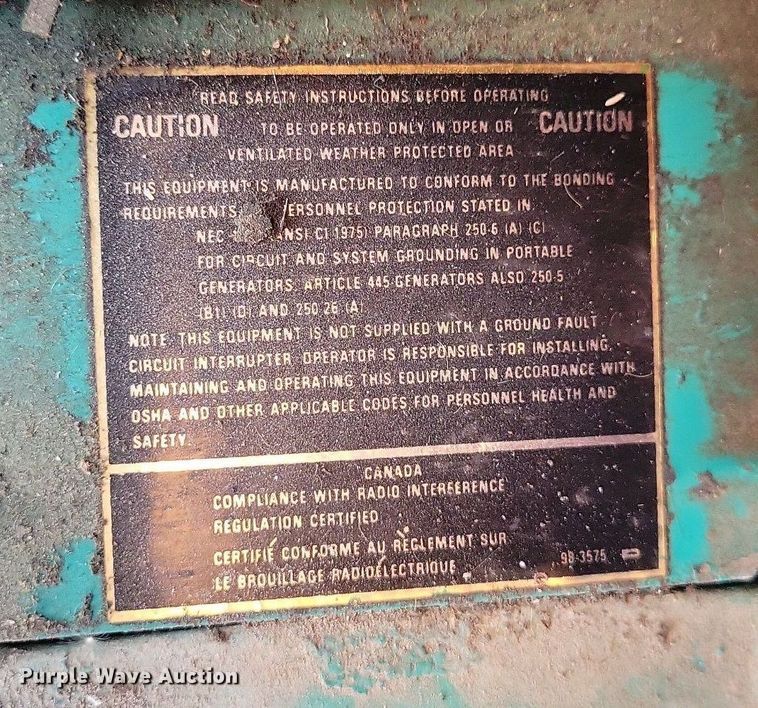 READ SAFETY INSTRUCTIONS BEFORE OPERATING
CAUTION TO BE OPERATED ONLY IN OPEN OR CAUTION
VENTILATED WEATHER PROTECTED AREA
THIS EQUIPMENT IS MANUFACTURED TO CONFORM TO THE BONDING
REQUIREMENTS PERSONNEL PROTECTION STATED IN
NEC (ANSI C1 1975) PARAGRAPH 250-6 (A) (C)
FOR CIRCUIT AND SYSTEM GROUNDING IN PORTABLE
GENERATORS. ARTICLE 445-GENERATORS ALSO 250-5
(B1) (D) AND 250-26 (A)
NOTE THIS EQUIPMENT IS NOT SUPPLIED WITH A GROUND FAULT
CIRCUIT INTERRUPTER OPERATOR IS RESPONSIBLE FOR INSTALLING,
MAINTAINING AND OPERATING THIS EQUIPMENT IN ACCORDANCE WITH
OSHA AND OTHER APPLICABLE CODES FOR PERSONNEL HEALTH AND
SAFETY
CANADA
COMPLIANCE WITH RADIO INTERFERENCE
REGULATION CERTIFIED
CERTIFIÉ CONFORME AU RÈGLEMENT SUR
LE BROUILLAGE RADIOÉLECTRIQUE
98-3575
Purple Wave Auction